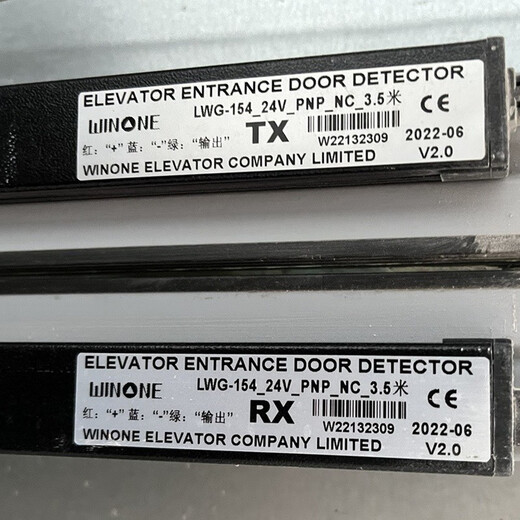 ELEVATOR ENTRANCE DOOR DETECTOR
WINONE LWG-154_24V_PNP_NC_3.5米 CE
红: "+" 蓝: "-" 绿: "输出" TX W22132309 2022-06
WINONE ELEVATOR COMPANY LIMITED V2.0
ELEVATOR ENTRANCE DOOR DETECTOR
WINONE LWG-154_24V_PNP_NC_3.5米 CE
红: "+" 蓝: "-" 绿: "输出" RX W22132309 2022-06
WINONE ELEVATOR COMPANY LIMITED V2.0